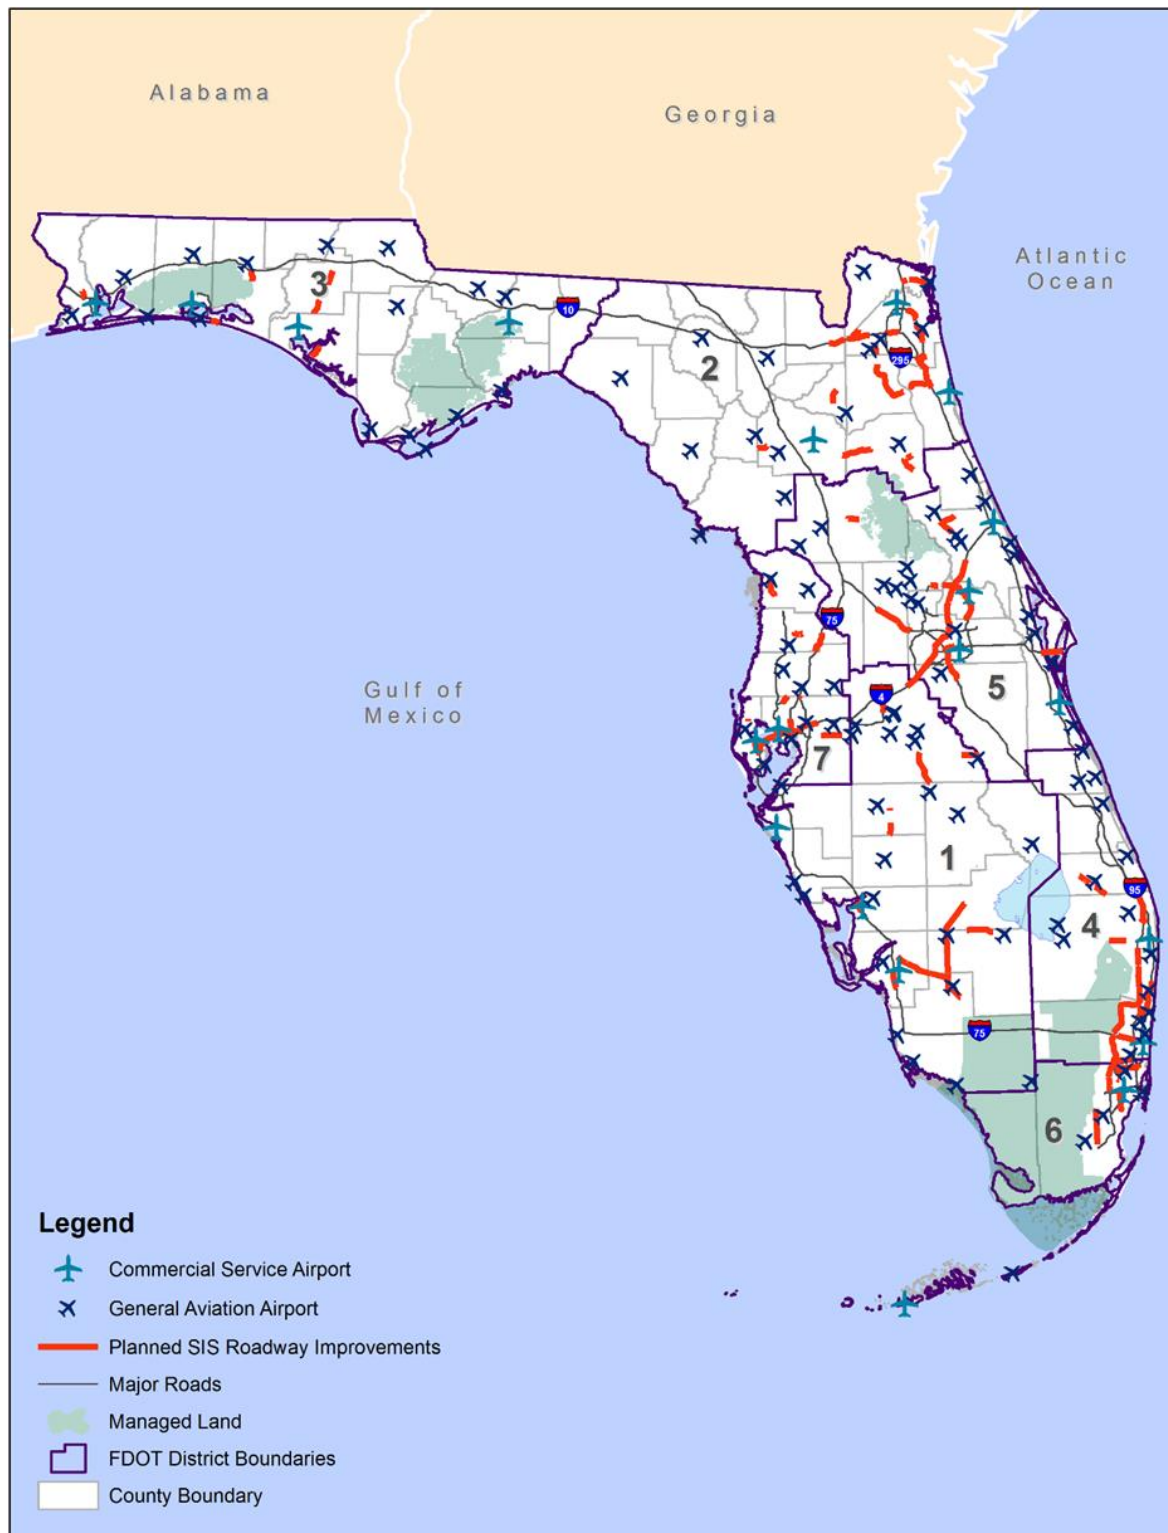 Alabama
Georgia
Atlantic
Ocean
3
10
2
295
75
Gulf of
Mexico
4
5
7
1
95
4
75
6
Legend
Commercial Service Airport
General Aviation Airport
Planned SIS Roadway Improvements
Major Roads
Managed Land
FDOT District Boundaries
County Boundary